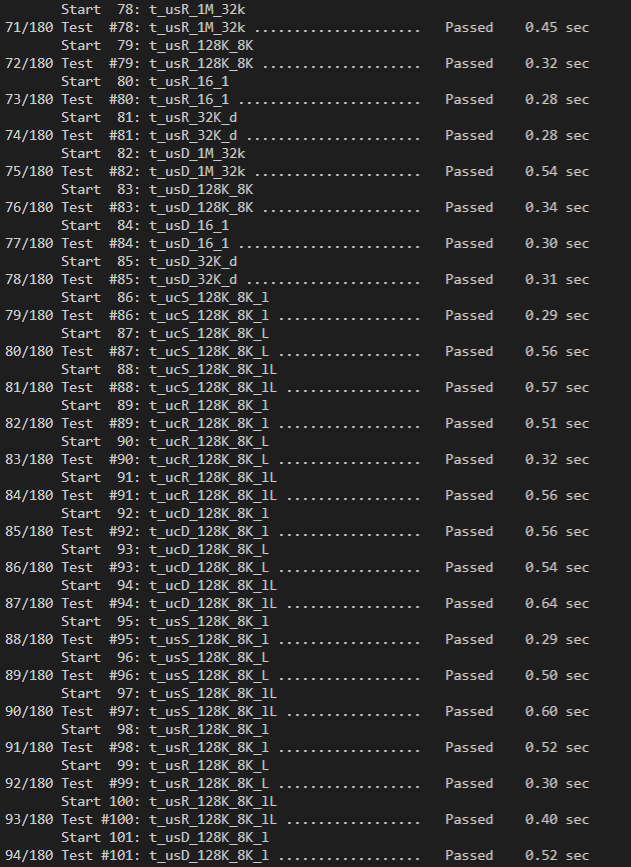 Start  78: t_usR_1M_32k
71/180 Test  #78: t_usR_1M_32k .....................   Passed    0.45 sec
Start  79: t_usR_128K_8K
72/180 Test  #79: t_usR_128K_8K ....................   Passed    0.32 sec
Start  80: t_usR_16_1
73/180 Test  #80: t_usR_16_1 .......................   Passed    0.28 sec
Start  81: t_usR_32K_d
74/180 Test  #81: t_usR_32K_d ......................   Passed    0.28 sec
Start  82: t_usD_1M_32k
75/180 Test  #82: t_usD_1M_32k .....................   Passed    0.54 sec
Start  83: t_usD_128K_8K
76/180 Test  #83: t_usD_128K_8K ....................   Passed    0.34 sec
Start  84: t_usD_16_1
77/180 Test  #84: t_usD_16_1 .......................   Passed    0.30 sec
Start  85: t_usD_32K_d
78/180 Test  #85: t_usD_32K_d ......................   Passed    0.31 sec
Start  86: t_ucS_128K_8K_l
79/180 Test  #86: t_ucS_128K_8K_l ..................   Passed    0.29 sec
Start  87: t_ucS_128K_8K_L
80/180 Test  #87: t_ucS_128K_8K_L ..................   Passed    0.56 sec
Start  88: t_ucS_128K_8K_lL
81/180 Test  #88: t_ucS_128K_8K_lL .................   Passed    0.57 sec
Start  89: t_ucR_128K_8K_l
82/180 Test  #89: t_ucR_128K_8K_l ..................   Passed    0.51 sec
Start  90: t_ucR_128K_8K_L
83/180 Test  #90: t_ucR_128K_8K_L ..................   Passed    0.32 sec
Start  91: t_ucR_128K_8K_lL
84/180 Test  #91: t_ucR_128K_8K_lL .................   Passed    0.56 sec
Start  92: t_ucD_128K_8K_l
85/180 Test  #92: t_ucD_128K_8K_l ..................   Passed    0.56 sec
Start  93: t_ucD_128K_8K_L
86/180 Test  #93: t_ucD_128K_8K_L ..................   Passed    0.54 sec
Start  94: t_ucD_128K_8K_lL
87/180 Test  #94: t_ucD_128K_8K_lL .................   Passed    0.64 sec
Start  95: t_usS_128K_8K_l
88/180 Test  #95: t_usS_128K_8K_l ..................   Passed    0.29 sec
Start  96: t_usS_128K_8K_L
89/180 Test  #96: t_usS_128K_8K_L ..................   Passed    0.50 sec
Start  97: t_usS_128K_8K_lL
90/180 Test  #97: t_usS_128K_8K_lL .................   Passed    0.60 sec
Start  98: t_usR_128K_8K_l
91/180 Test  #98: t_usR_128K_8K_l ..................   Passed    0.52 sec
Start  99: t_usR_128K_8K_L
92/180 Test  #99: t_usR_128K_8K_L ..................   Passed    0.30 sec
Start 100: t_usR_128K_8K_lL
93/180 Test #100: t_usR_128K_8K_lL .................   Passed    0.40 sec
Start 101: t_usD_128K_8K_l
94/180 Test #101: t_usD_128K_8K_l ..................   Passed    0.52 sec